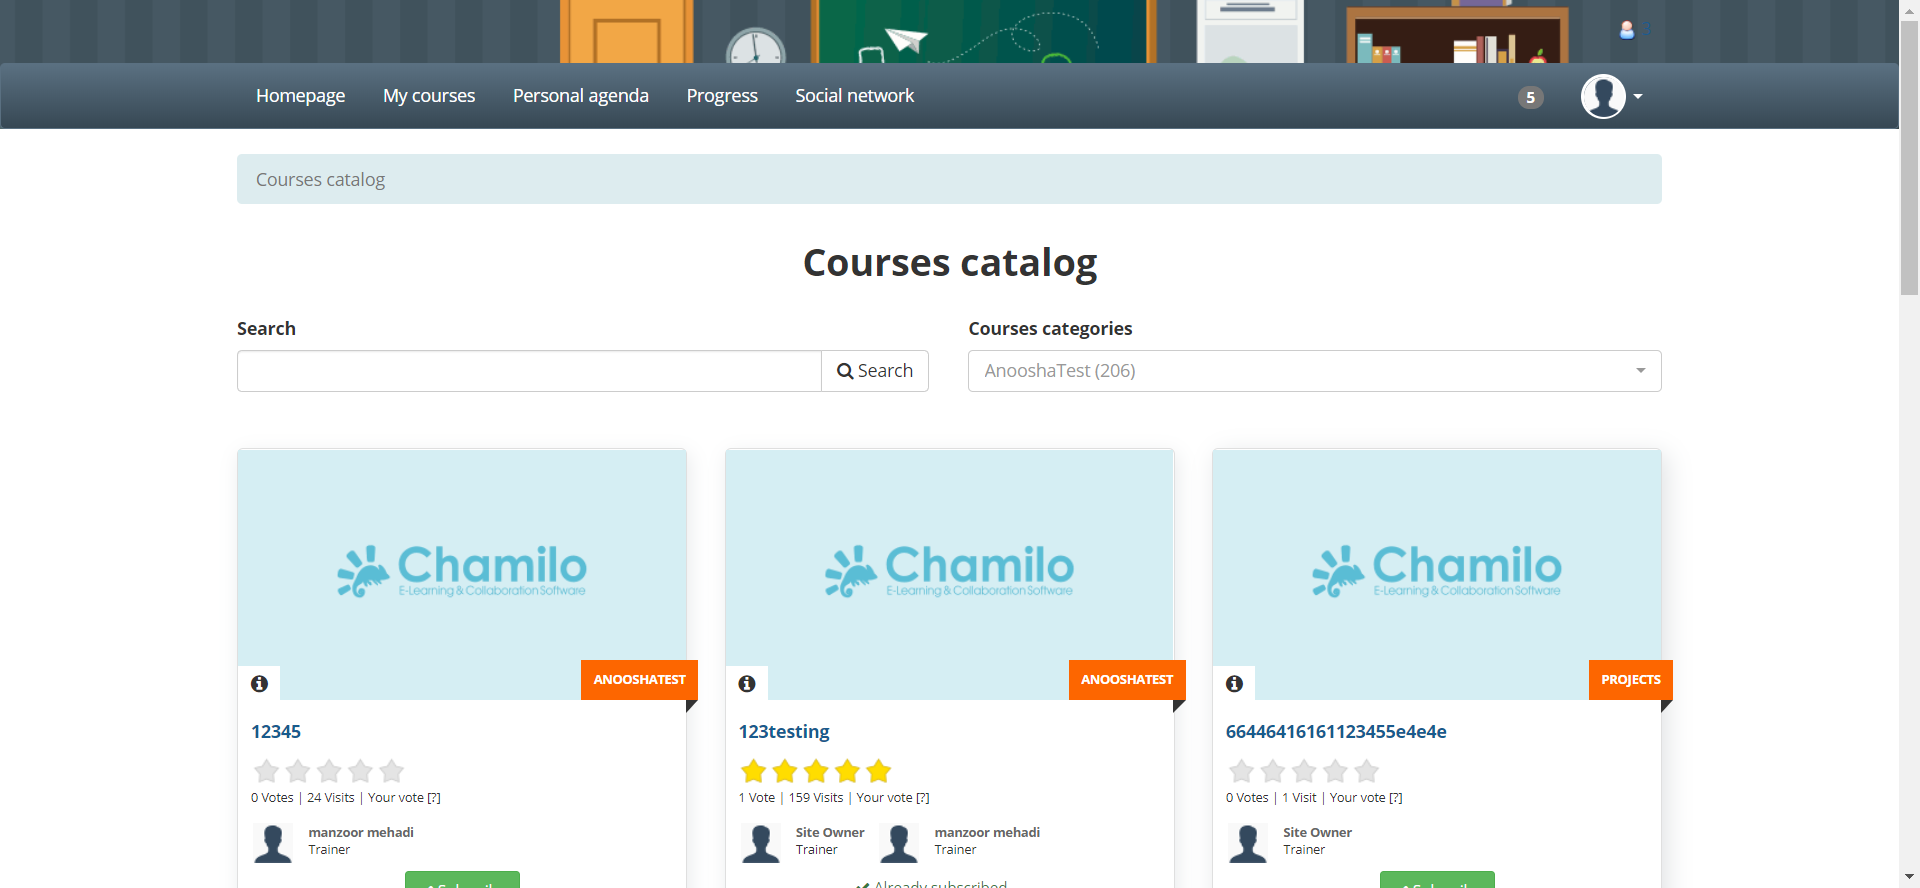 Homepage My courses Personal agenda Progress Social network 5
Courses catalog
Courses catalog
Search
Courses categories
Search
AnooshaTest (206)
Chamilo
E-Learning & Collaboration Software
Chamilo
E-Learning & Collaboration Software
Chamilo
E-Learning & Collaboration Software
ANOOSHATEST
ANOOSHATEST
PROJECTS
12345
0 Votes | 24 Visits | Your vote [?]
manzoor mehadi
Trainer
123testing
1 Vote | 159 Visits | Your vote [?]
Site Owner
Trainer
manzoor mehadi
Trainer
Already subscribed
66446416161123455e4e4e
0 Votes | 1 Visit | Your vote [?]
Site Owner
Trainer